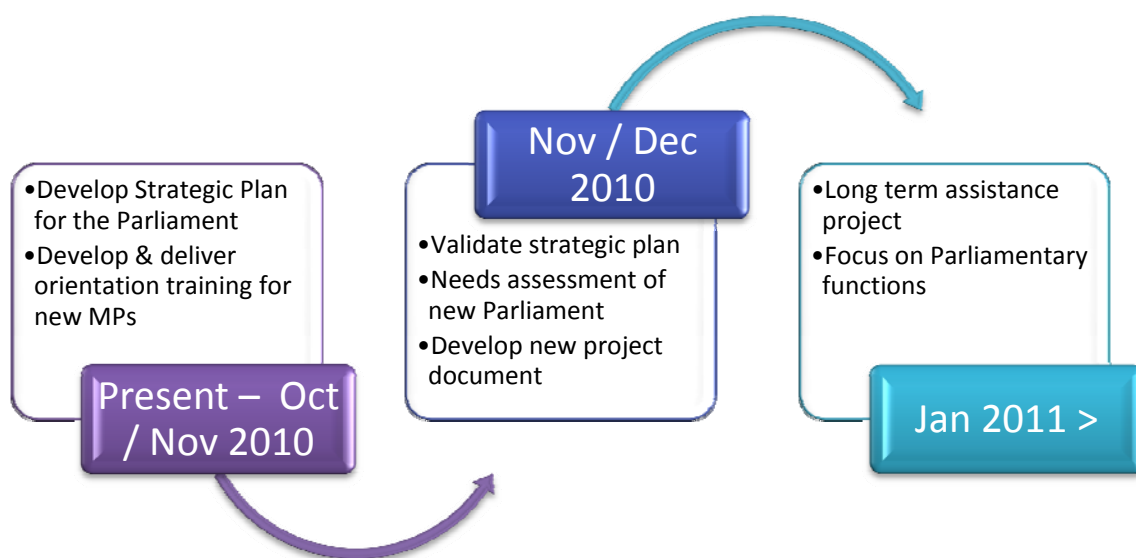 •Develop Strategic Plan
for the Parliament
•Develop & deliver
orientation training for
new MPs
Present – Oct
/ Nov 2010
Nov / Dec
2010
•Validate strategic plan
•Needs assessment of
new Parliament
•Develop new project
document
•Long term assistance
project
•Focus on Parliamentary
functions
Jan 2011 >